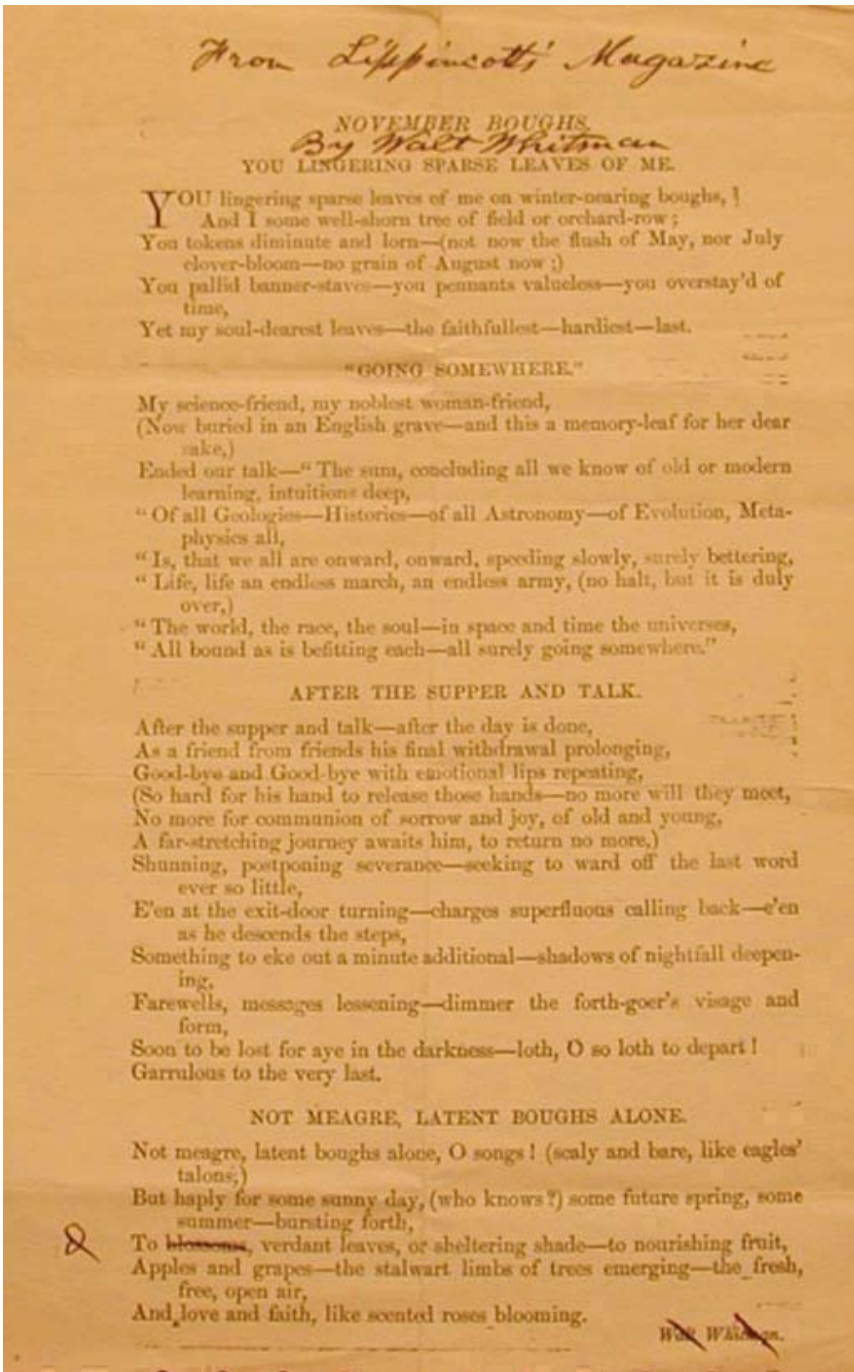 From Lippincott's Magazine
NOVEMBER BOUGHS.
By Walt Whitman
YOU LINGERING SPARSE LEAVES OF ME.
YOU lingering sparse leaves of me on winter-nearing boughs,
And I some well-shorn tree of field or orchard-row;
You tokens diminute and lorn—(not now the flush of May, nor July
clover-bloom—no grain of August now;)
You pallid banner-staves—you pennants valueless—you overstay'd of
time,
Yet my soul-dearest leaves—the faithfullest—hardiest—last.
"GOING SOMEWHERE."
My science-friend, my noblest woman-friend,
(Now buried in an English grave—and this a memory-leaf for her dear
sake,)
Ended our talk—"The sum, concluding all we know of old or modern
learning, intuitions deep,
"Of all Geologies—Histories—of all Astronomy—of Evolution, Meta-
physics all,
"Is, that we all are onward, onward, speeding slowly, surely bettering,
"Life, life an endless march, an endless army, (no halt, but it is duly
over,)
"The world, the race, the soul—in space and time the universes,
"All bound as is befitting each—all surely going somewhere."
AFTER THE SUPPER AND TALK.
After the supper and talk—after the day is done,
As a friend from friends his final withdrawal prolonging,
Good-bye and Good-bye with emotional lips repeating,
(So hard for his hand to release those hands—no more will they meet,
No more for communion of sorrow and joy, of old and young,
A far-stretching journey awaits him, to return no more,)
Shunning, postponing severance—seeking to ward off the last word
ever so little,
E'en at the exit-door turning—charges superfluous calling back—e'en
as he descends the steps,
Something to eke out a minute additional—shadows of nightfall deepen-
ing,
Farewells, messages lessening—dimmer the forth-goer's visage and
form,
Soon to be lost for aye in the darkness—loth, O so loth to depart!
Garrulous to the very last.
NOT MEAGRE, LATENT BOUGHS ALONE.
Not meagre, latent boughs alone, O songs! (scaly and bare, like eagles'
talons,)
But haply for some sunny day, (who knows?) some future spring, some
summer—bursting forth,
To blossoms, verdant leaves, or sheltering shade—to nourishing fruit,
Apples and grapes—the stalwart limbs of trees emerging—the fresh,
free, open air,
And love and faith, like scented roses blooming.
Walt Whitman.